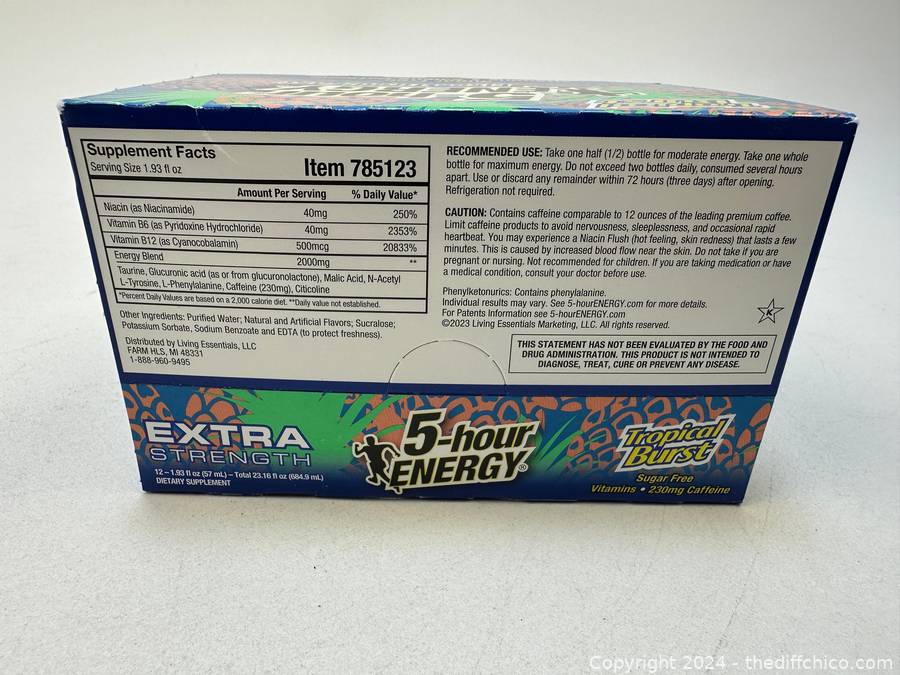 Supplement Facts
Serving Size 1.93 fl oz
Item 785123
Amount Per Serving % Daily Value*
Niacin (as Niacinamide) 40mg 250%
Vitamin B6 (as Pyridoxine Hydrochloride) 40mg 2353%
Vitamin B12 (as Cyanocobalamin) 500mcg 20833%
Energy Blend 2000mg **
Taurine, Glucuronic acid (as or from glucuronolactone), Malic Acid, N-Acetyl
L-Tyrosine, L-Phenylalanine, Caffeine (230mg), Citicoline
*Percent Daily Values are based on a 2,000 calorie diet. **Daily value not established.
Other Ingredients: Purified Water; Natural and Artificial Flavors; Sucralose;
Potassium Sorbate, Sodium Benzoate and EDTA (to protect freshness).
Distributed by Living Essentials, LLC
FARM HLS, MI 48331
1-888-960-9495
RECOMMENDED USE: Take one half (1/2) bottle for moderate energy. Take one whole
bottle for maximum energy. Do not exceed two bottles daily, consumed several hours
apart. Use or discard any remainder within 72 hours (three days) after opening.
Refrigeration not required.
CAUTION: Contains caffeine comparable to 12 ounces of the leading premium coffee.
Limit caffeine products to avoid nervousness, sleeplessness, and occasional rapid
heartbeat. You may experience a Niacin Flush (hot feeling, skin redness) that lasts a few
minutes. This is caused by increased blood flow near the skin. Do not take if you are
pregnant or nursing. Not recommended for children. If you are taking medication or have
a medical condition, consult your doctor before use.
Phenylketonurics: Contains phenylalanine.
Individual results may vary. See 5-hourENERGY.com for more details.
For Patents Information see 5-hourENERGY.com
©2023 Living Essentials Marketing, LLC. All rights reserved.
K
THIS STATEMENT HAS NOT BEEN EVALUATED BY THE FOOD AND
DRUG ADMINISTRATION. THIS PRODUCT IS NOT INTENDED TO
DIAGNOSE, TREAT, CURE OR PREVENT ANY DISEASE.
EXTRA
STRENGTH
12 – 1.93 fl oz (57 mL) – Total 23.16 fl oz (684.9 mL)
DIETARY SUPPLEMENT
5-hour
ENERGY®
Tropical
Burst
Sugar Free
Vitamins • 230mg Caffeine
Copyright 2024 - thediffchico.com